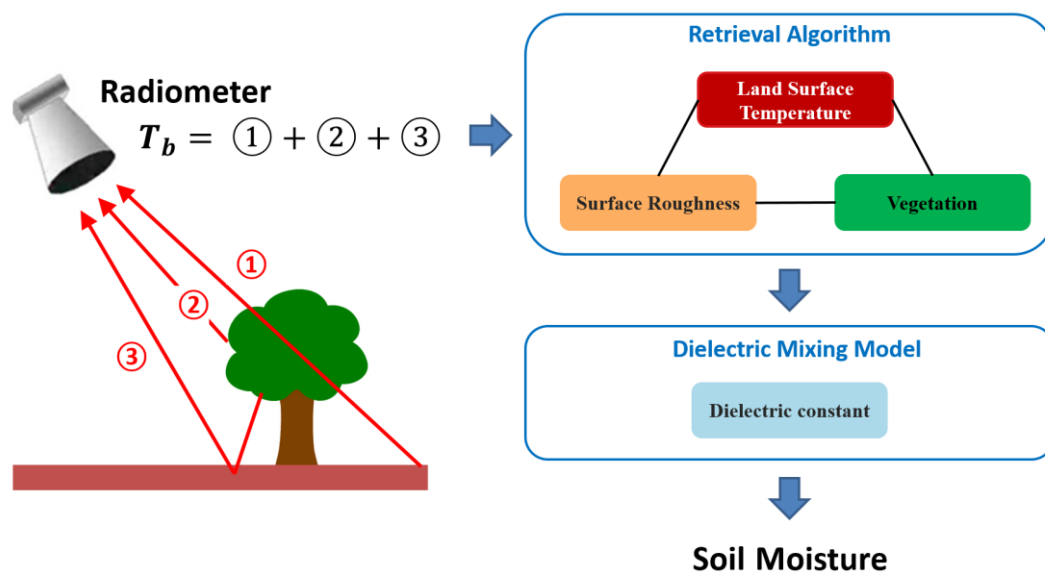 Radiometer
T_b = ① + ② + ③
①
②
③
Retrieval Algorithm
Land Surface
Temperature
Surface Roughness
Vegetation
Dielectric Mixing Model
Dielectric constant
Soil Moisture